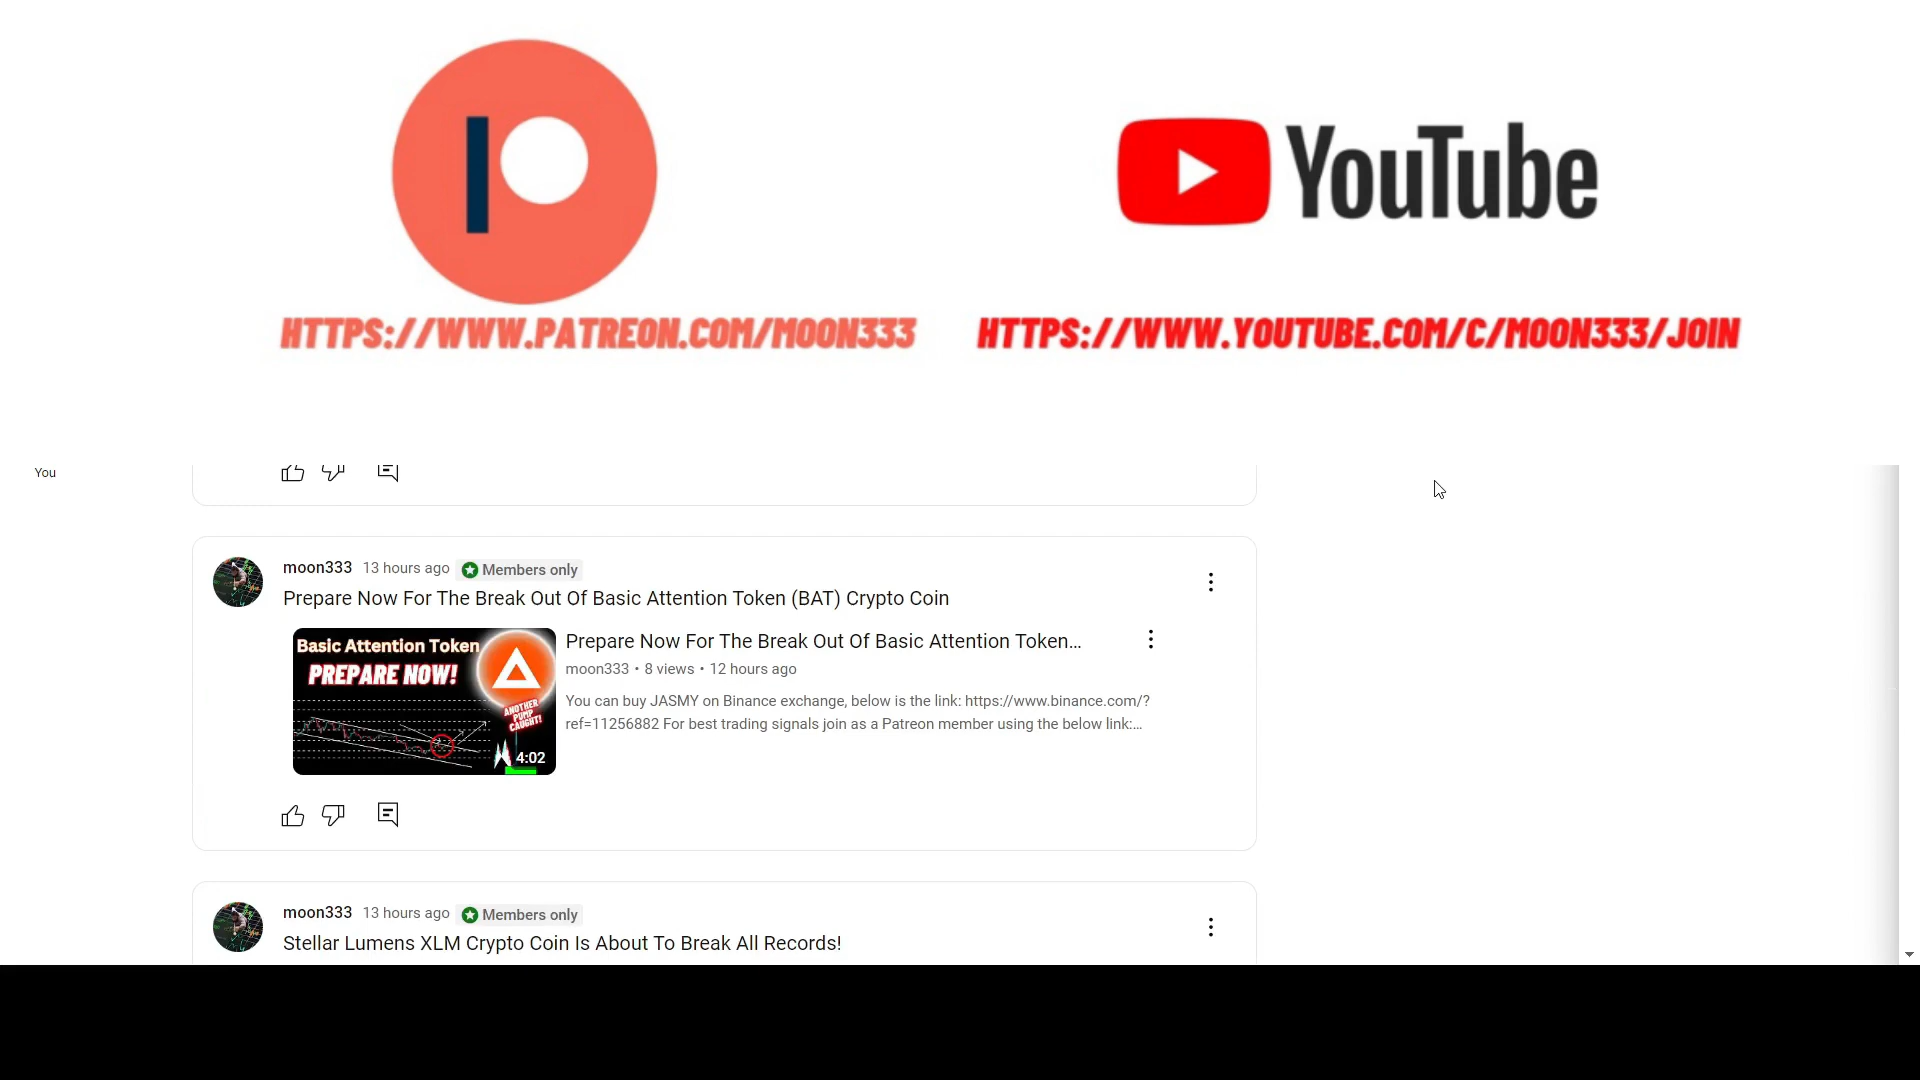 YouTube
HTTPS://WWW.PATREON.COM/MOON333
HTTPS://WWW.YOUTUBE.COM/C/MOON333/JOIN
You
moon333 13 hours ago Members only
Prepare Now For The Break Out Of Basic Attention Token (BAT) Crypto Coin
Basic Attention Token
PREPARE NOW!
ANOTHER
PUMP
CAUGHT!
4:02
Prepare Now For The Break Out Of Basic Attention Token...
moon333 • 8 views • 12 hours ago
You can buy JASMY on Binance exchange, below is the link: https://www.binance.com/?
ref=11256882 For best trading signals join as a Patreon member using the below link:...
moon333 13 hours ago Members only
Stellar Lumens XLM Crypto Coin Is About To Break All Records!